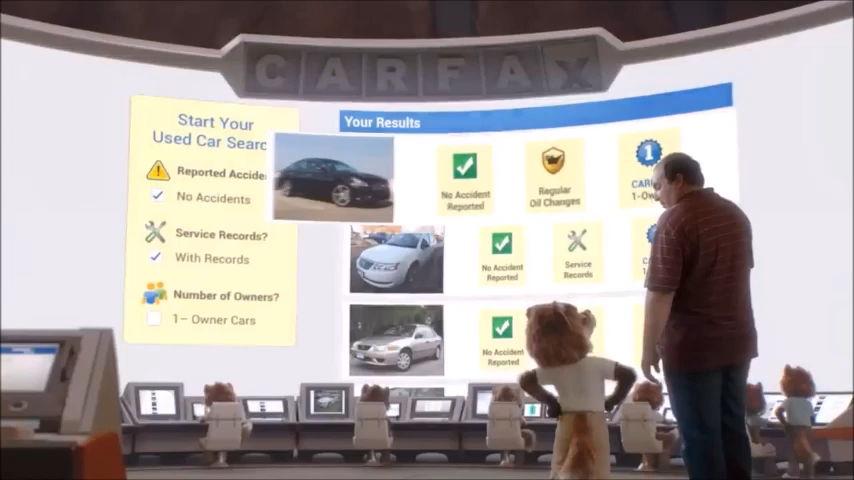 CARFAX
Start Your
Used Car Searc
Reported Accide
No Accidents
Service Records?
With Records
Number of Owners?
1– Owner Cars
Your Results
No Accident
Reported
Regular
Oil Changes
1
CAR
1-Ow
No Accident
Reported
Service
Records
No Accident
Reported